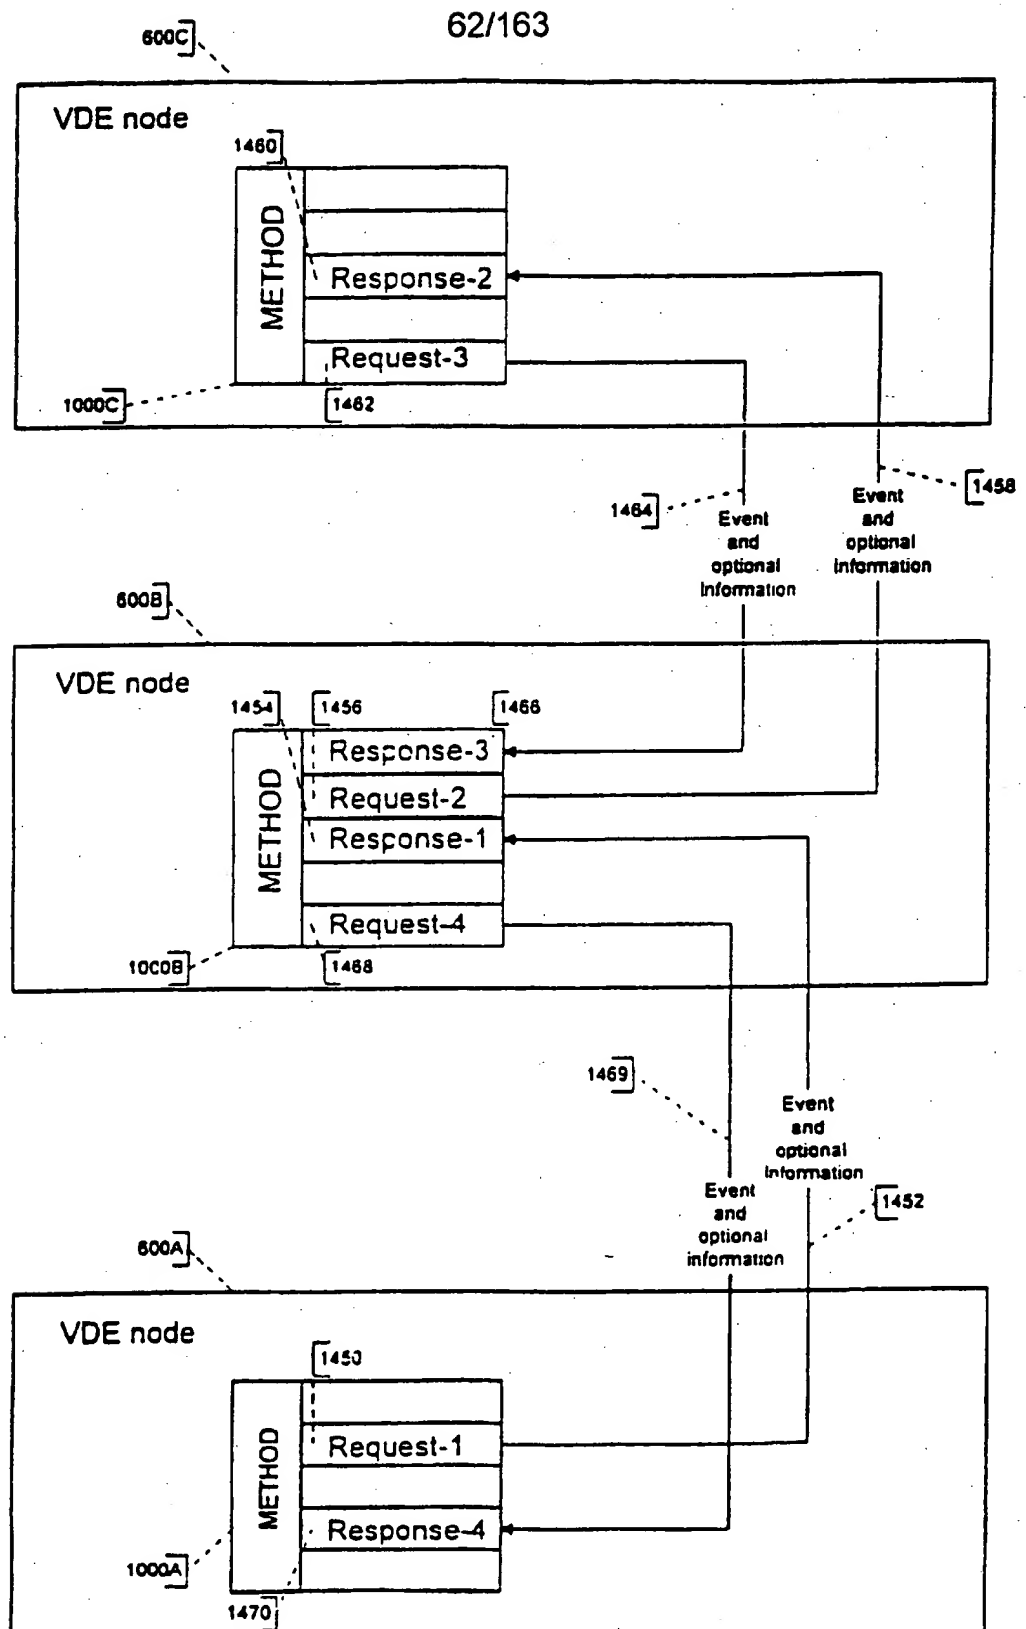 62/163
600C
VDE node
1460
METHOD
Response-2
Request-3
1000C
1462
1464
1458
Event
and
optional
Information
Event
and
optional
Information
600B
VDE node
1454
1456
1466
METHOD
Response-3
Request-2
Response-1
Request-4
1000B
1468
1469
Event
and
optional
Information
Event
and
optional
information
1452
600A
VDE node
1450
METHOD
Request-1
Response-4
1000A
1470